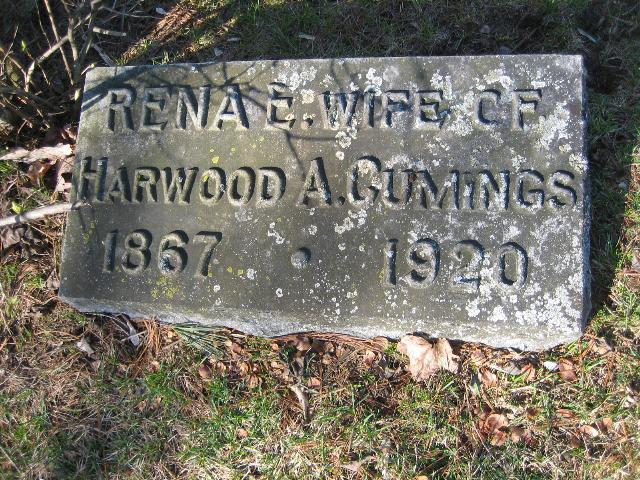 RENA E. WIFE OF
HARWOOD A. CUMINGS
1867 • 1920